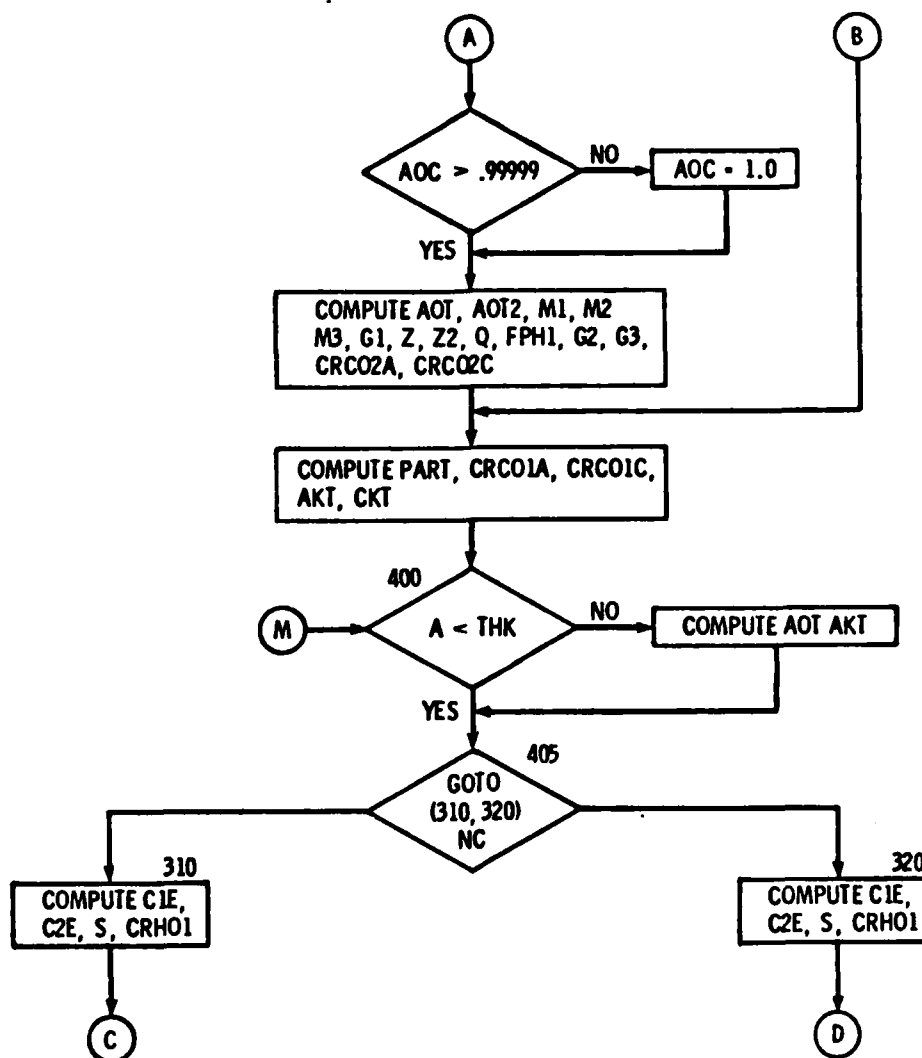 A
B
AOC > .99999
NO
AOC = 1.0
YES
COMPUTE AOT, AOT2, M1, M2
M3, G1, Z, Z2, Q, FPH1, G2, G3,
CRCO2A, CRCO2C
COMPUTE PART, CRCO1A, CRCO1C,
AKT, CKT
400
M
A < THK
NO
COMPUTE AOT AKT
YES
405
GOTO
(310, 320)
NC
310
COMPUTE C1E,
C2E, S, CRHO1
320
COMPUTE C1E,
C2E, S, CRHO1
C
D